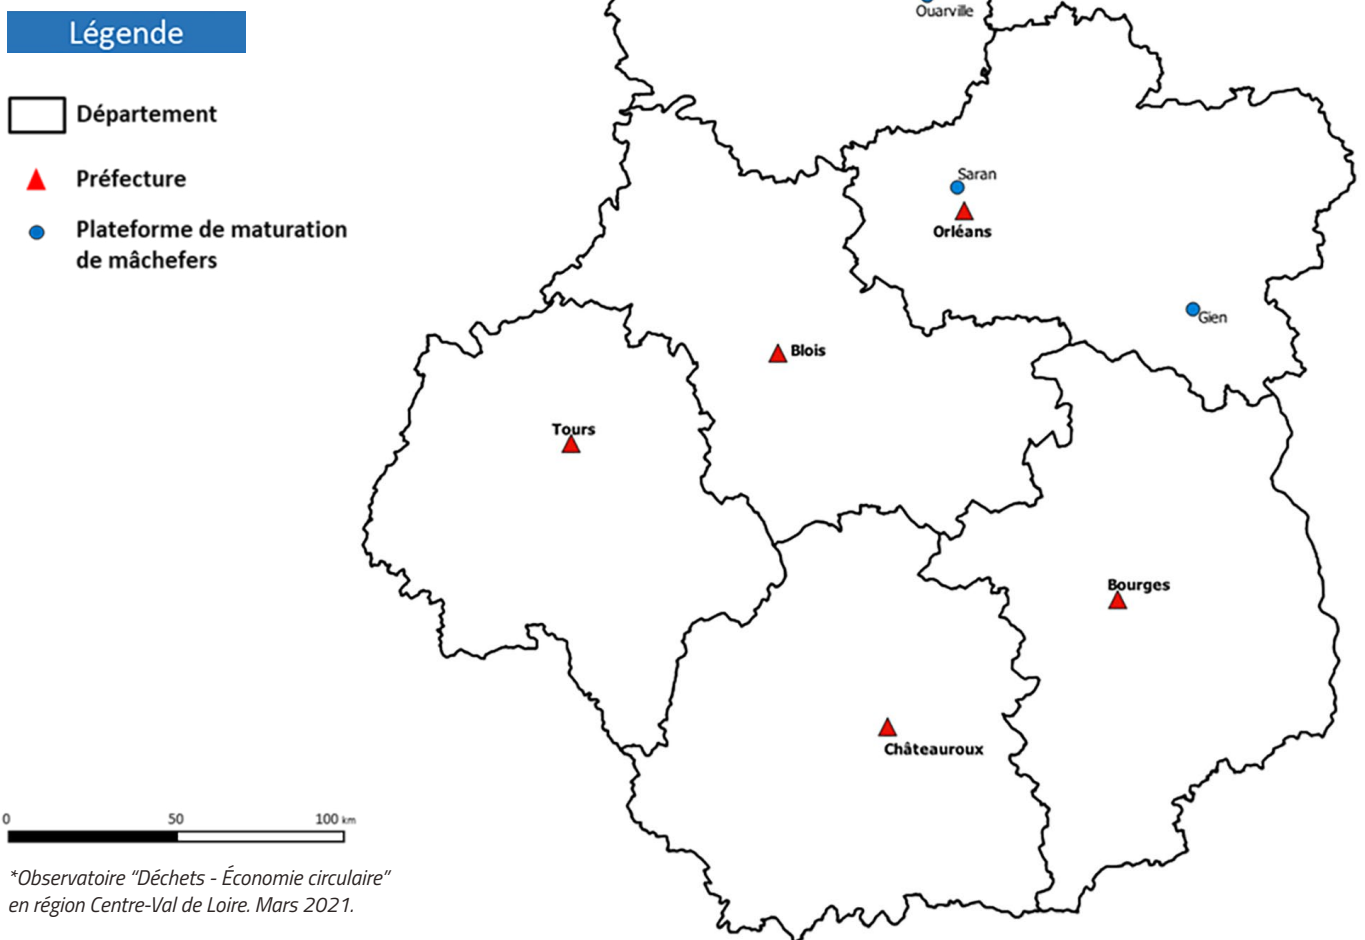 Légende
Département
Préfecture
Plateforme de maturation
de mâchefers
Ouarville
Saran
Orléans
Gien
Blois
Tours
Bourges
Châteauroux
0 50 100 km
*Observatoire “Déchets - Économie circulaire”
en région Centre-Val de Loire. Mars 2021.